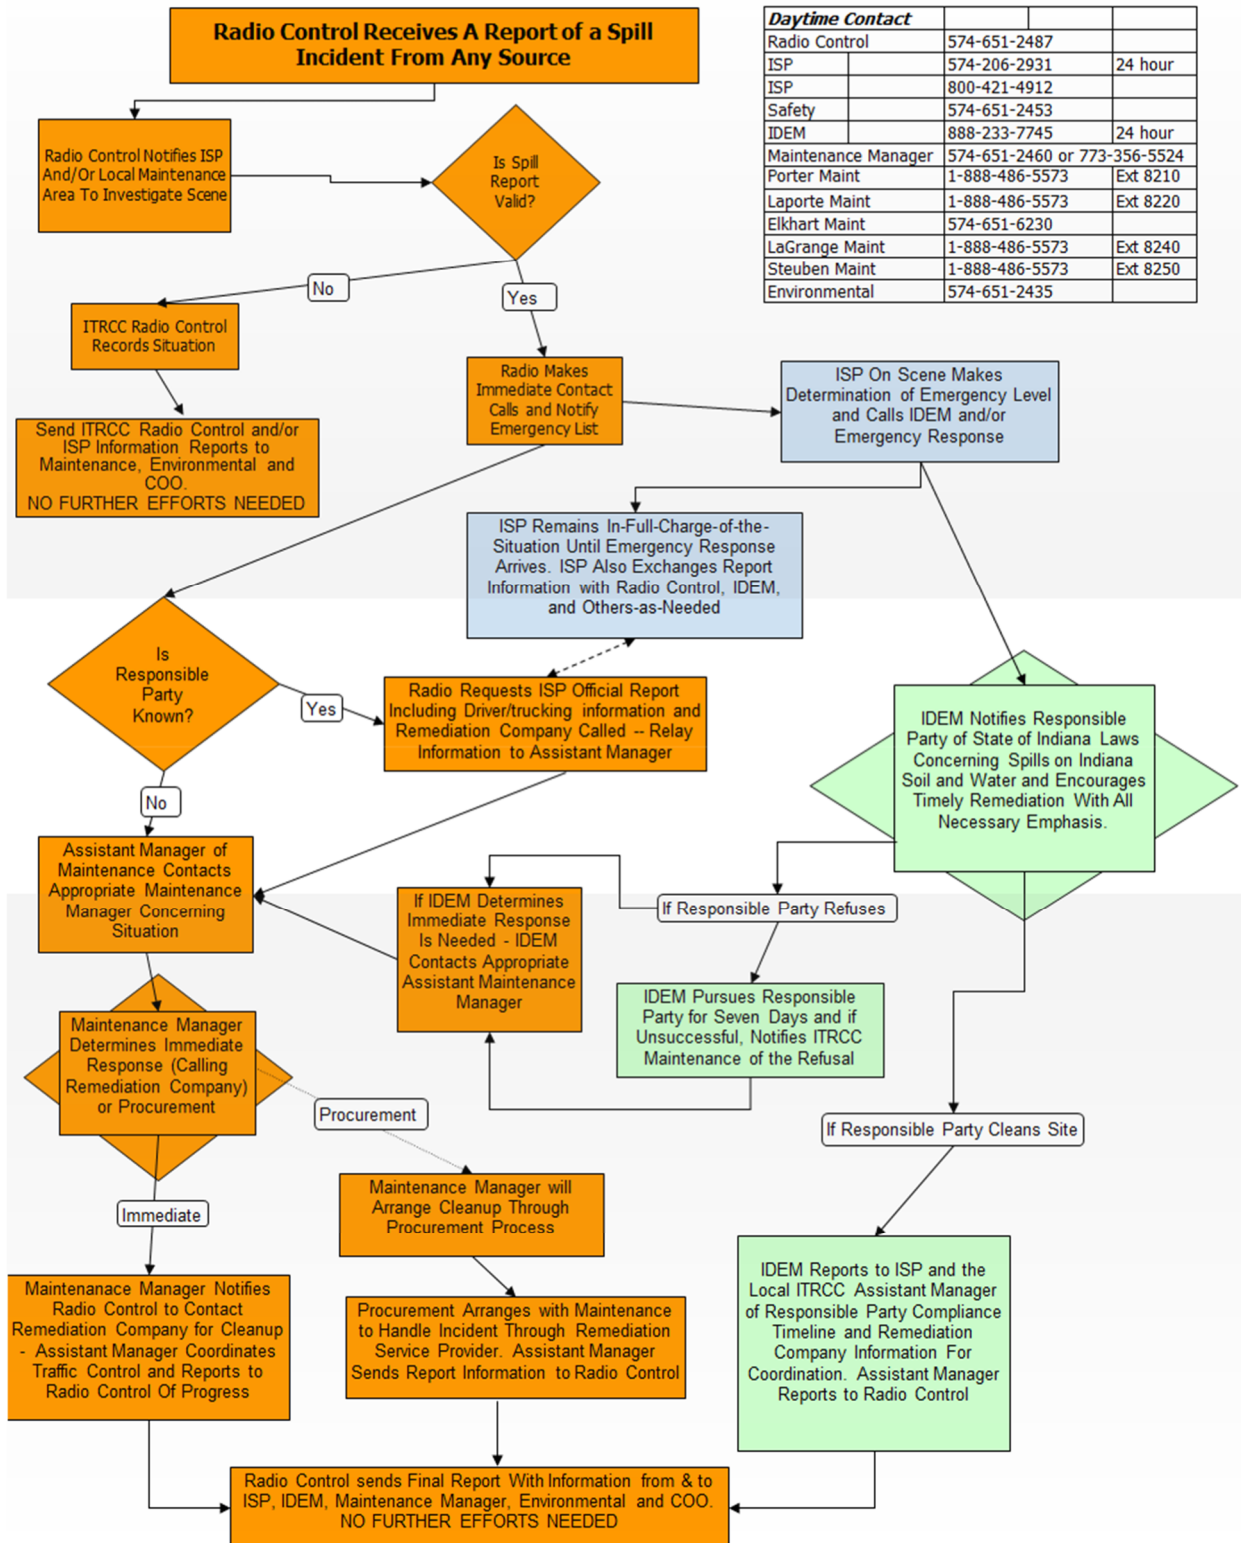 Radio Control Receives A Report of a Spill
Incident From Any Source
Daytime Contact
Radio Control 574-651-2487
ISP 574-206-2931 24 hour
ISP 800-421-4912
Safety 574-651-2453
IDEM 888-233-7745 24 hour
Maintenance Manager 574-651-2460 or 773-356-5524
Porter Maint 1-888-486-5573 Ext 8210
Laporte Maint 1-888-486-5573 Ext 8220
Elkhart Maint 574-651-6230
LaGrange Maint 1-888-486-5573 Ext 8240
Steuben Maint 1-888-486-5573 Ext 8250
Environmental 574-651-2435
Radio Control Notifies ISP
And/Or Local Maintenance
Area To Investigate Scene
Is Spill
Report
Valid?
No
Yes
ITRCC Radio Control
Records Situation
Send ITRCC Radio Control and/or
ISP Information Reports to
Maintenance, Environmental and
COO.
NO FURTHER EFFORTS NEEDED
Radio Makes
Immediate Contact
Calls and Notify
Emergency List
ISP On Scene Makes
Determination of Emergency Level
and Calls IDEM and/or
Emergency Response
ISP Remains In-Full-Charge-of-the-
Situation Until Emergency Response
Arrives. ISP Also Exchanges Report
Information with Radio Control, IDEM,
and Others-as-Needed
Is
Responsible
Party
Known?
Yes
Radio Requests ISP Official Report
Including Driver/trucking information and
Remediation Company Called -- Relay
Information to Assistant Manager
IDEM Notifies Responsible
Party of State of Indiana Laws
Concerning Spills on Indiana
Soil and Water and Encourages
Timely Remediation With All
Necessary Emphasis.
No
Assistant Manager of
Maintenance Contacts
Appropriate Maintenance
Manager Concerning
Situation
If IDEM Determines
Immediate Response
Is Needed - IDEM
Contacts Appropriate
Assistant Maintenance
Manager
If Responsible Party Refuses
IDEM Pursues Responsible
Party for Seven Days and if
Unsuccessful, Notifies ITRCC
Maintenance of the Refusal
Maintenance Manager
Determines Immediate
Response (Calling
Remediation Company)
or Procurement
Procurement
If Responsible Party Cleans Site
Immediate
Maintenance Manager will
Arrange Cleanup Through
Procurement Process
Maintenanace Manager Notifies
Radio Control to Contact
Remediation Company for Cleanup
- Assistant Manager Coordinates
Traffic Control and Reports to
Radio Control Of Progress
Procurement Arranges with Maintenance
to Handle Incident Through Remediation
Service Provider. Assistant Manager
Sends Report Information to Radio Control
IDEM Reports to ISP and the
Local ITRCC Assistant Manager
of Responsible Party Compliance
Timeline and Remediation
Company Information For
Coordination. Assistant Manager
Reports to Radio Control
Radio Control sends Final Report With Information from & to
ISP, IDEM, Maintenance Manager, Environmental and COO.
NO FURTHER EFFORTS NEEDED